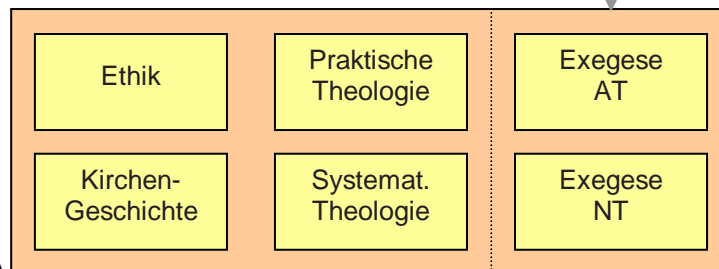 Ethik
Praktische
Theologie
Exegese
AT
Kirchen-
Geschichte
Systemat.
Theologie
Exegese
NT